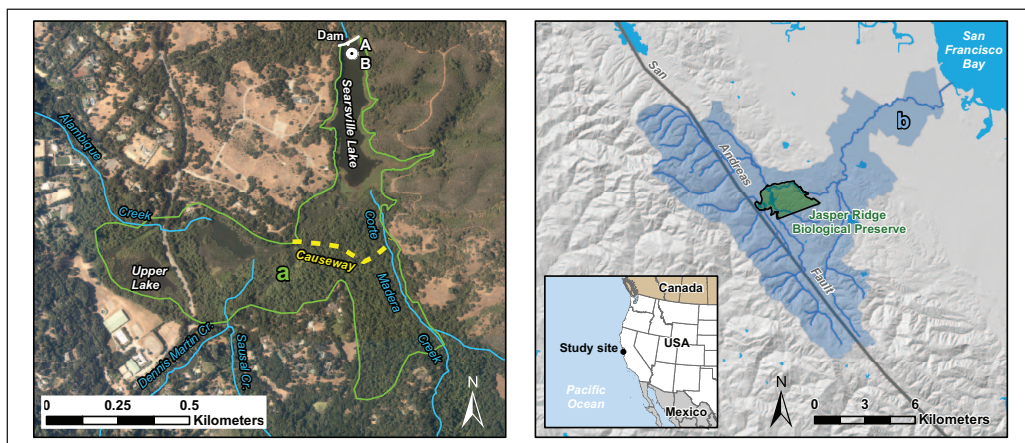 Dam
A
B
Searsville Lake
Alambique
Creek
Corte
Madera
Creek
Causeway
Upper
Lake
a
Dennis Martin Cr.
Sausal Cr.
N
0 0.25 0.5
Kilometers
San
Francisco
Bay
San
Andreas
Fault
b
Jasper Ridge
Biological Preserve
Canada
USA
Study site
Pacific
Ocean
Mexico
N
0 3 6
Kilometers